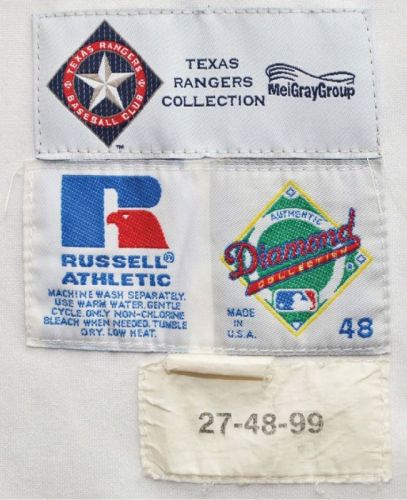 TEXAS RANGERS
BASEBALL CLUB
TM
TEXAS
RANGERS
COLLECTION
MeiGrayGroup
R
RUSSELL®
ATHLETIC
MACHINE WASH SEPARATELY.
USE WARM WATER. GENTLE
CYCLE. ONLY NON-CHLORINE
BLEACH WHEN NEEDED. TUMBLE
DRY. LOW HEAT.
AUTHENTIC
Diamond
COLLECTION
MADE IN
U.S.A.
48
27-48-99